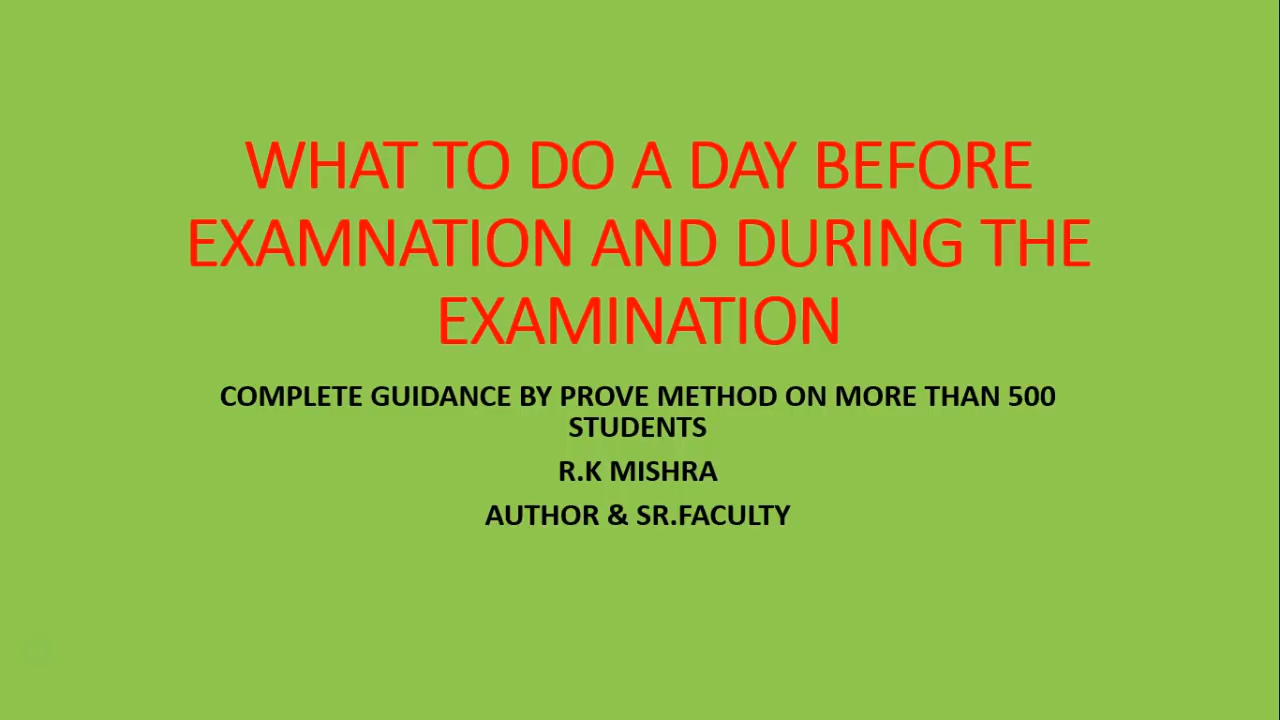 WHAT TO DO A DAY BEFORE
EXAMNATION AND DURING THE
EXAMINATION
COMPLETE GUIDANCE BY PROVE METHOD ON MORE THAN 500
STUDENTS
R.K MISHRA
AUTHOR & SR.FACULTY